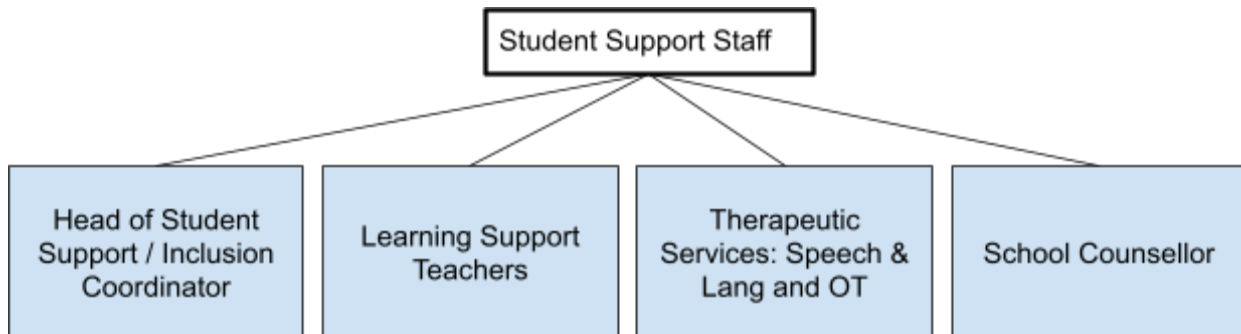 Student Support Staff
Head of Student
Support / Inclusion
Coordinator
Learning Support
Teachers
Therapeutic
Services: Speech &
Lang and OT
School Counsellor